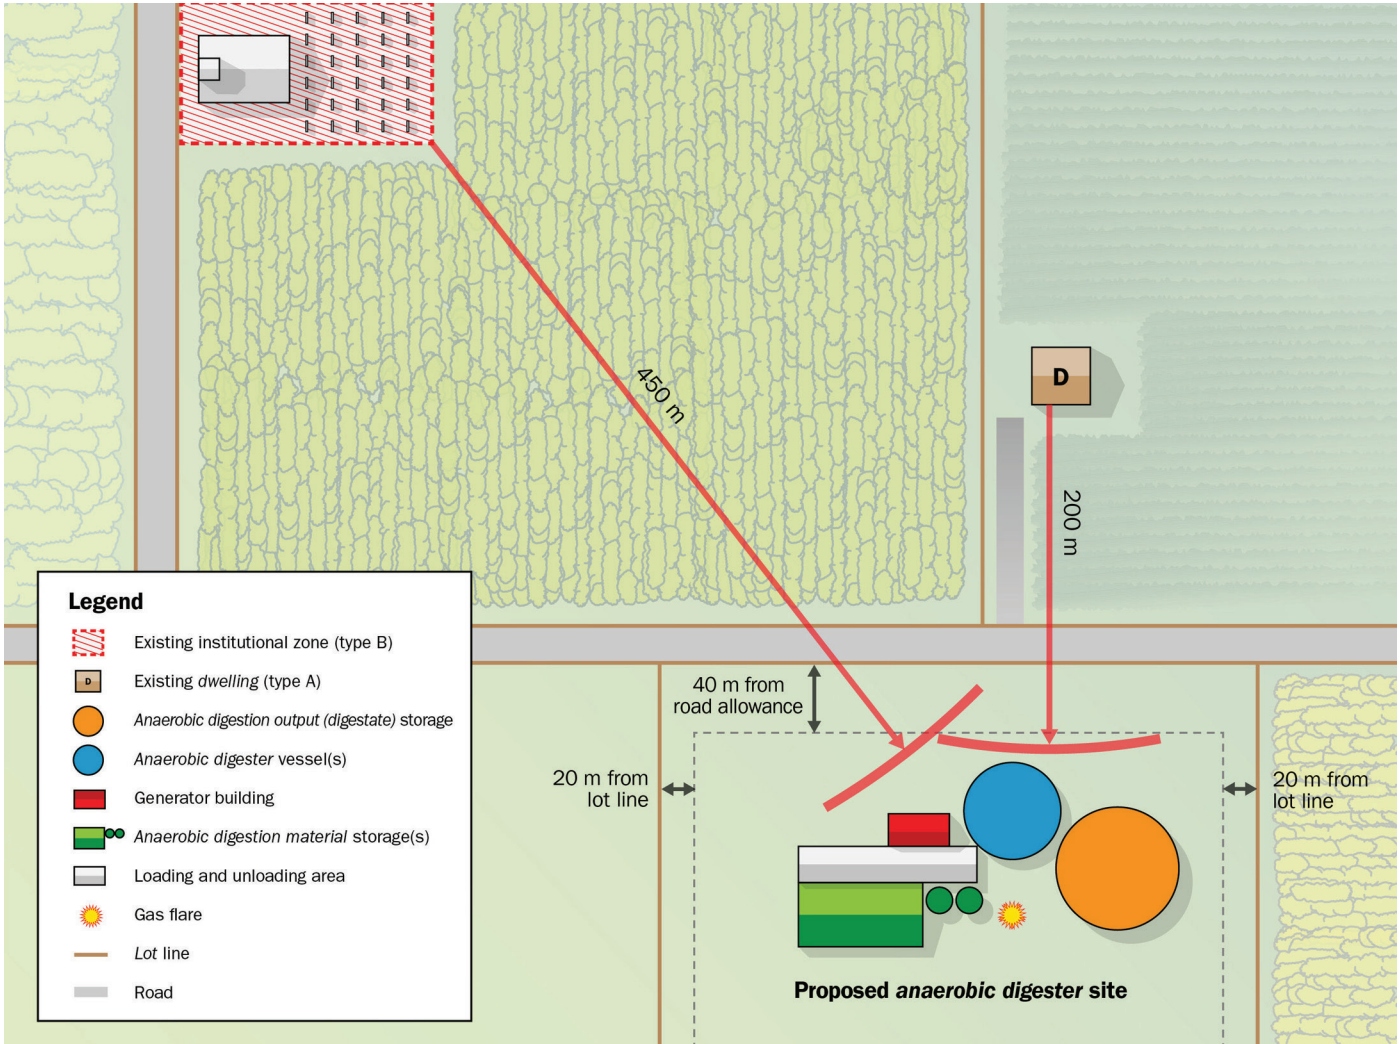 D
450 m
200 m
Legend
Existing institutional zone (type B)
D
Existing dwelling (type A)
Anaerobic digestion output (digestate) storage
Anaerobic digester vessel(s)
Generator building
Anaerobic digestion material storage(s)
Loading and unloading area
Gas flare
Lot line
Road
40 m from
road allowance
20 m from
lot line
20 m from
lot line
Proposed anaerobic digester site